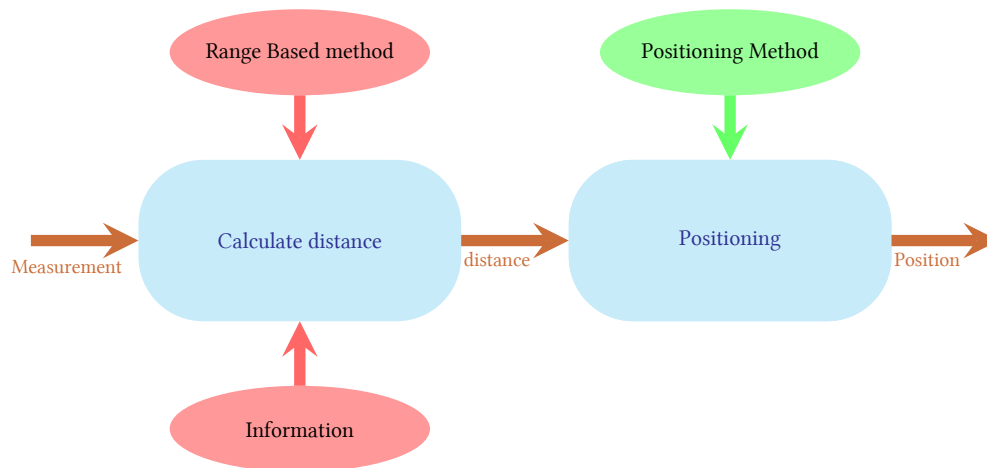 Range Based method
Positioning Method
Calculate distance
Positioning
Measurement
distance
Position
Information